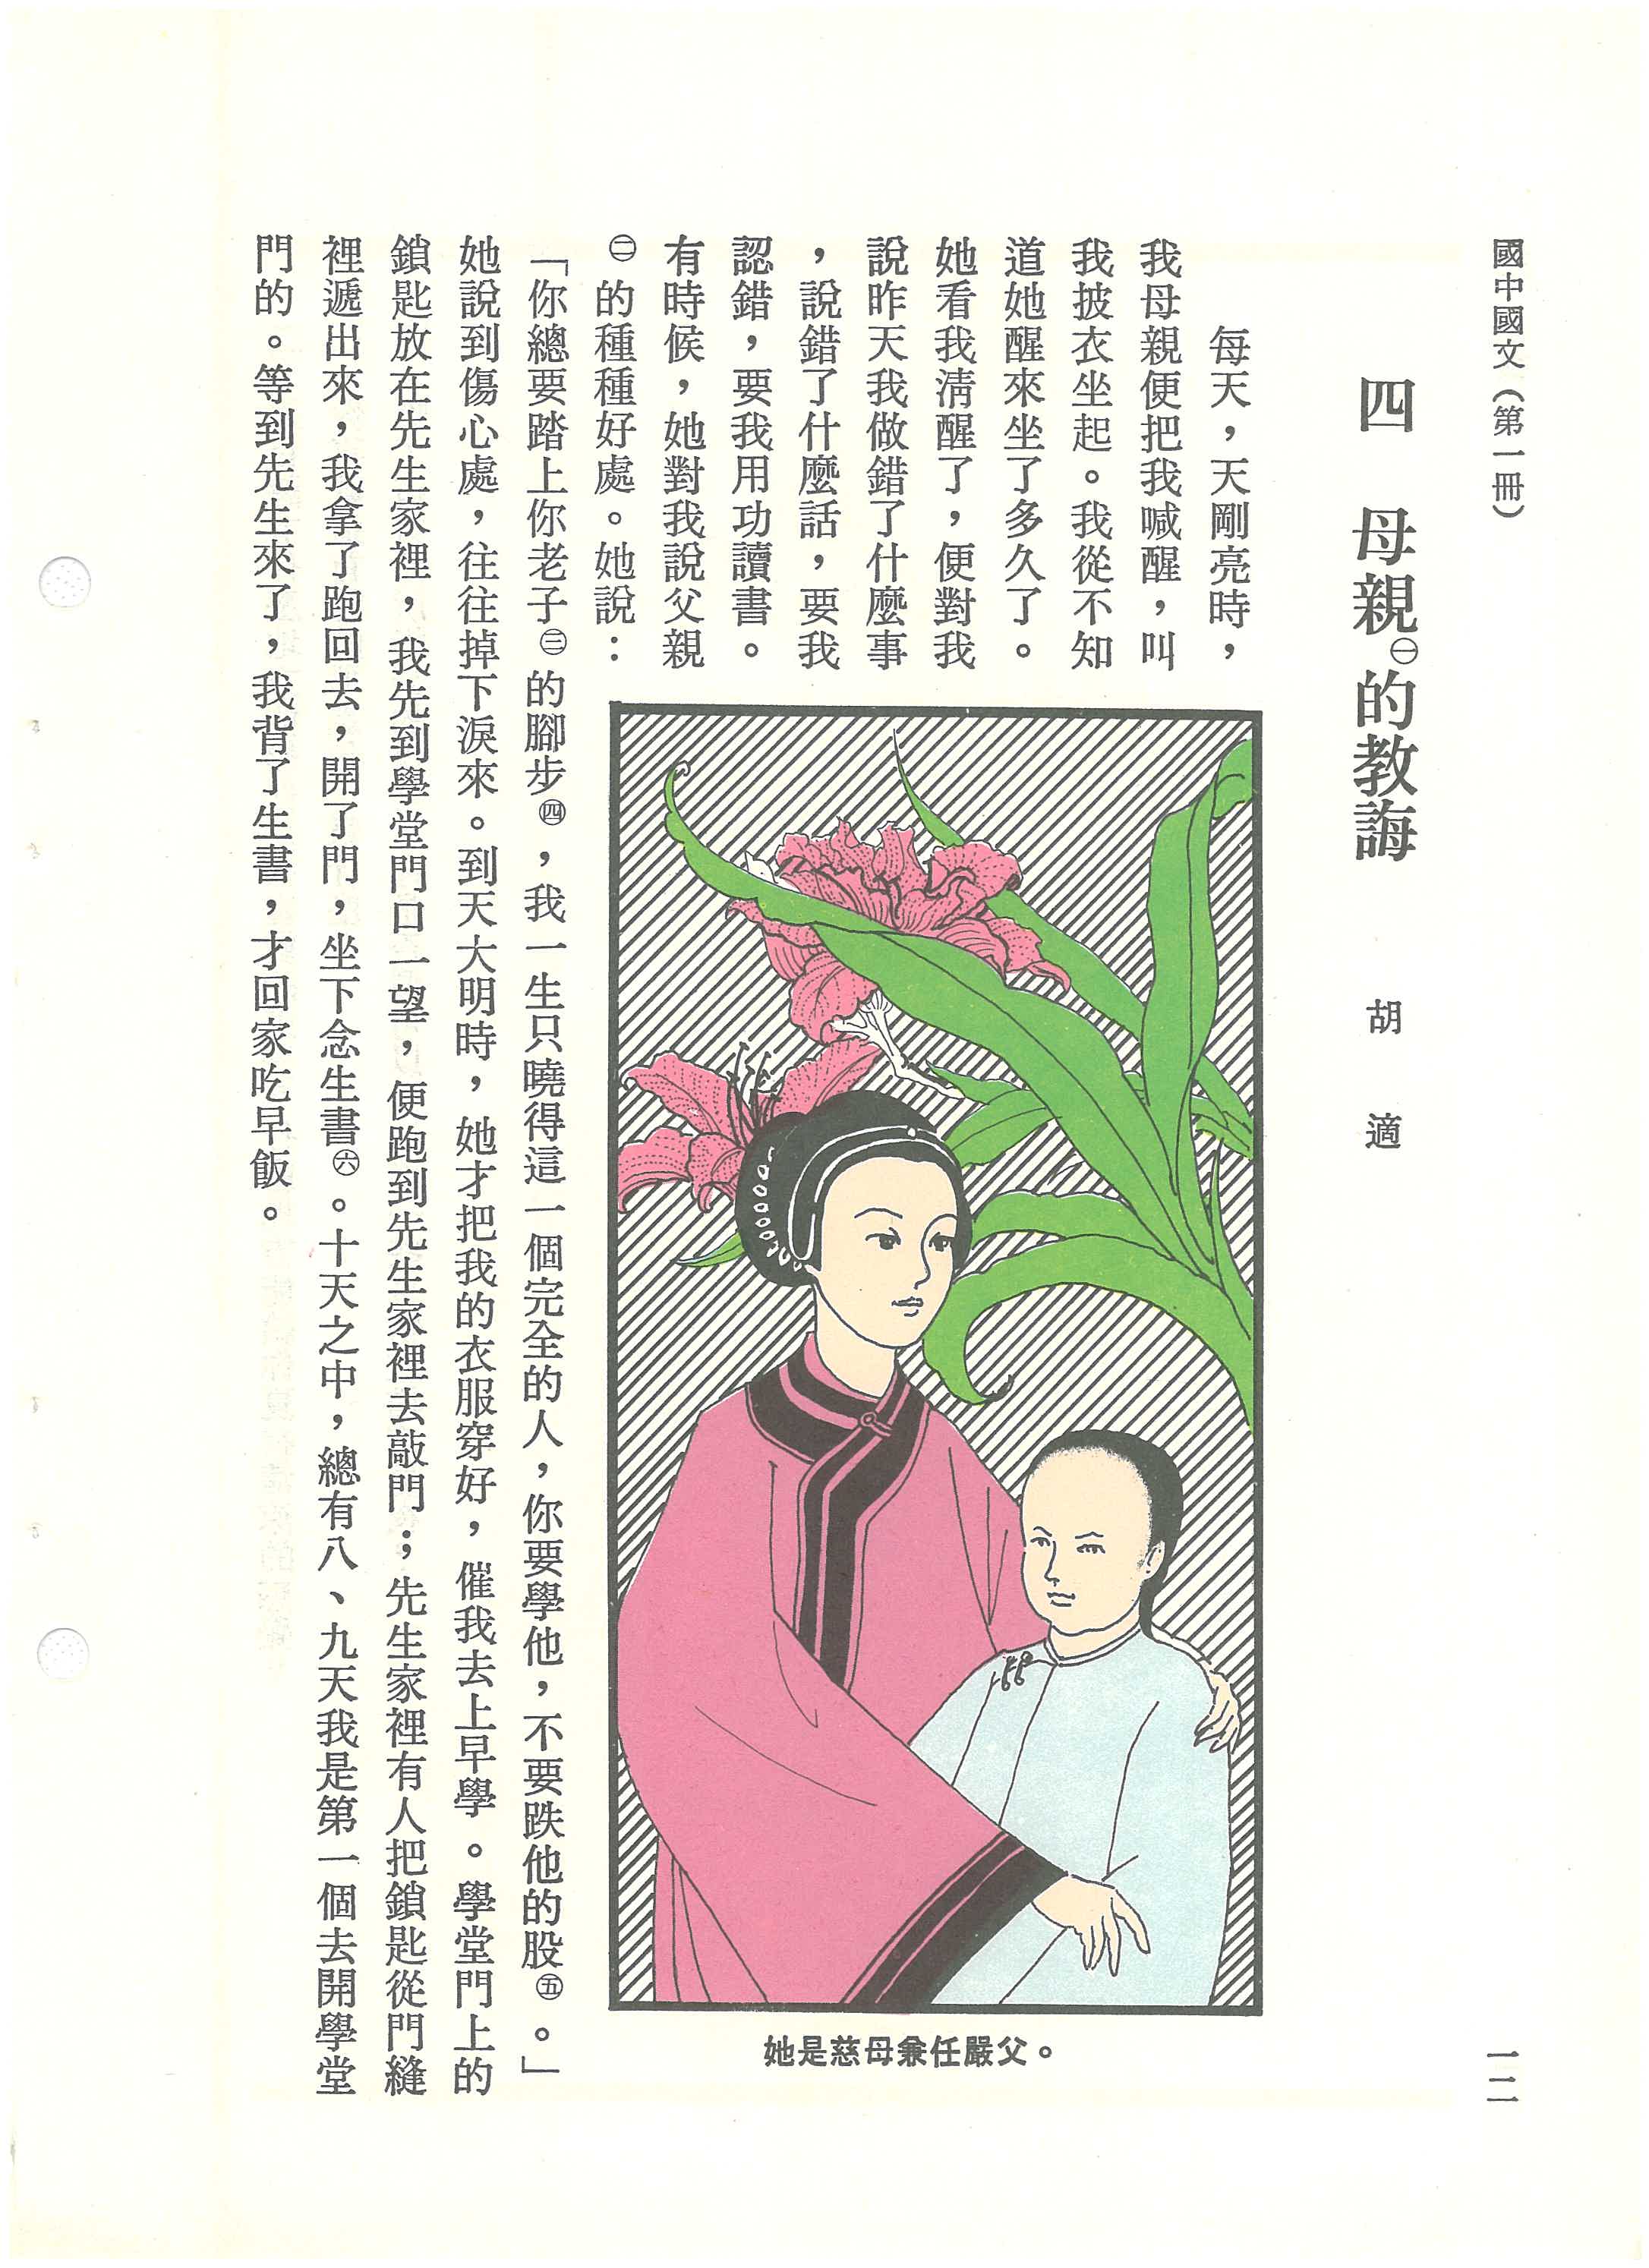 國中國文（第一冊）
一二
四　母親㊀的教誨　胡適
每天，天剛亮時，
我母親便把我喊醒，叫
我披衣坐起。我從不知
道她醒來坐了多久了。
她看我清醒了，便對我
說昨天我做錯了什麼事
，說錯了什麼話，要我
認錯，要我用功讀書。
有時候，她對我說父親
㊁的種種好處。她說：
「你總要踏上你老子㊂的腳步㊃，我一生只曉得這一個完全的人，你要學他，不要跌他的股㊄。」
她說到傷心處，往往掉下淚來。到天大明時，她才把我的衣服穿好，催我去上早學。學堂門上的
鎖匙放在先生家裡，我先到學堂門口一望，便跑到先生家裡去敲門；先生家裡有人把鎖匙從門縫
裡遞出來，我拿了跑回去，開了門，坐下念生書㊅。十天之中，總有八、九天我是第一個去開學堂
門的。等到先生來了，我背了生書，才回家吃早飯。
她是慈母兼任嚴父。